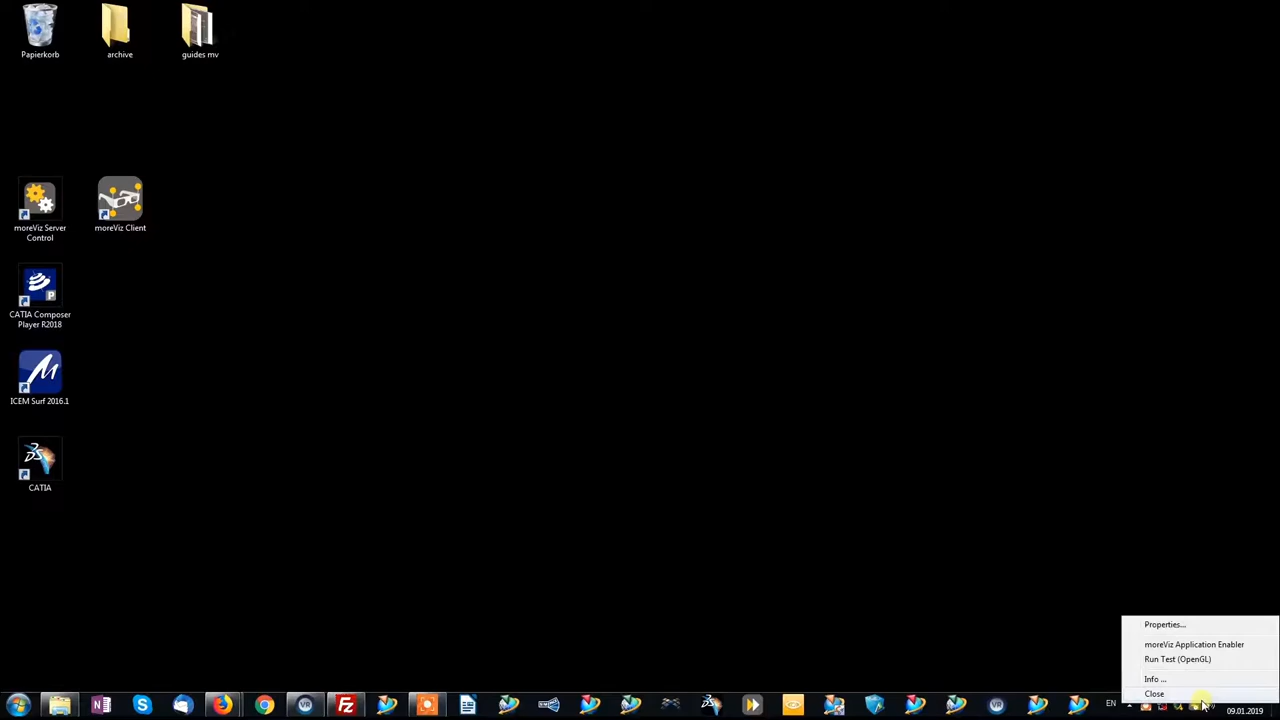 Papierkorb
archive
guides mv
moreViz Server
Control
moreViz Client
CATIA Composer
Player R2018
ICEM Surf 2016.1
CATIA
Properties...
moreViz Application Enabler
Run Test (OpenGL)
Info ...
Close
EN
09.01.2019